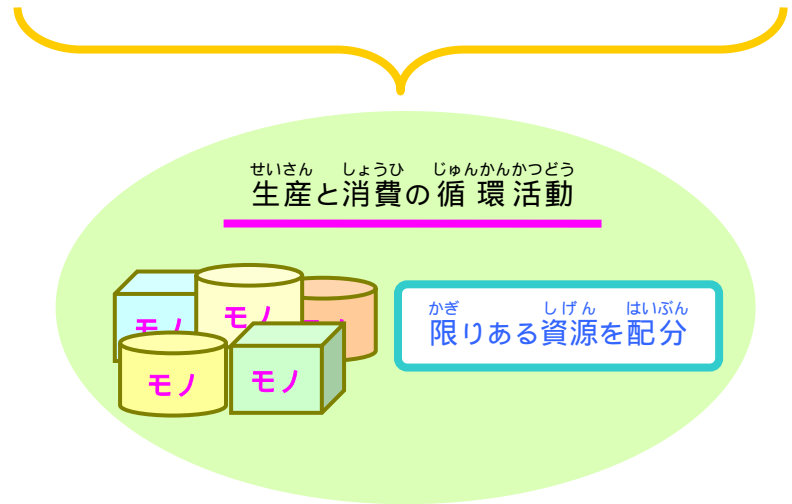 せいさん しょうひ じゅんかんかつどう
生産と消費の循環活動
モノ
モノ
モノ
モノ
モノ
かぎ しげん はいぶん
限りある資源を配分